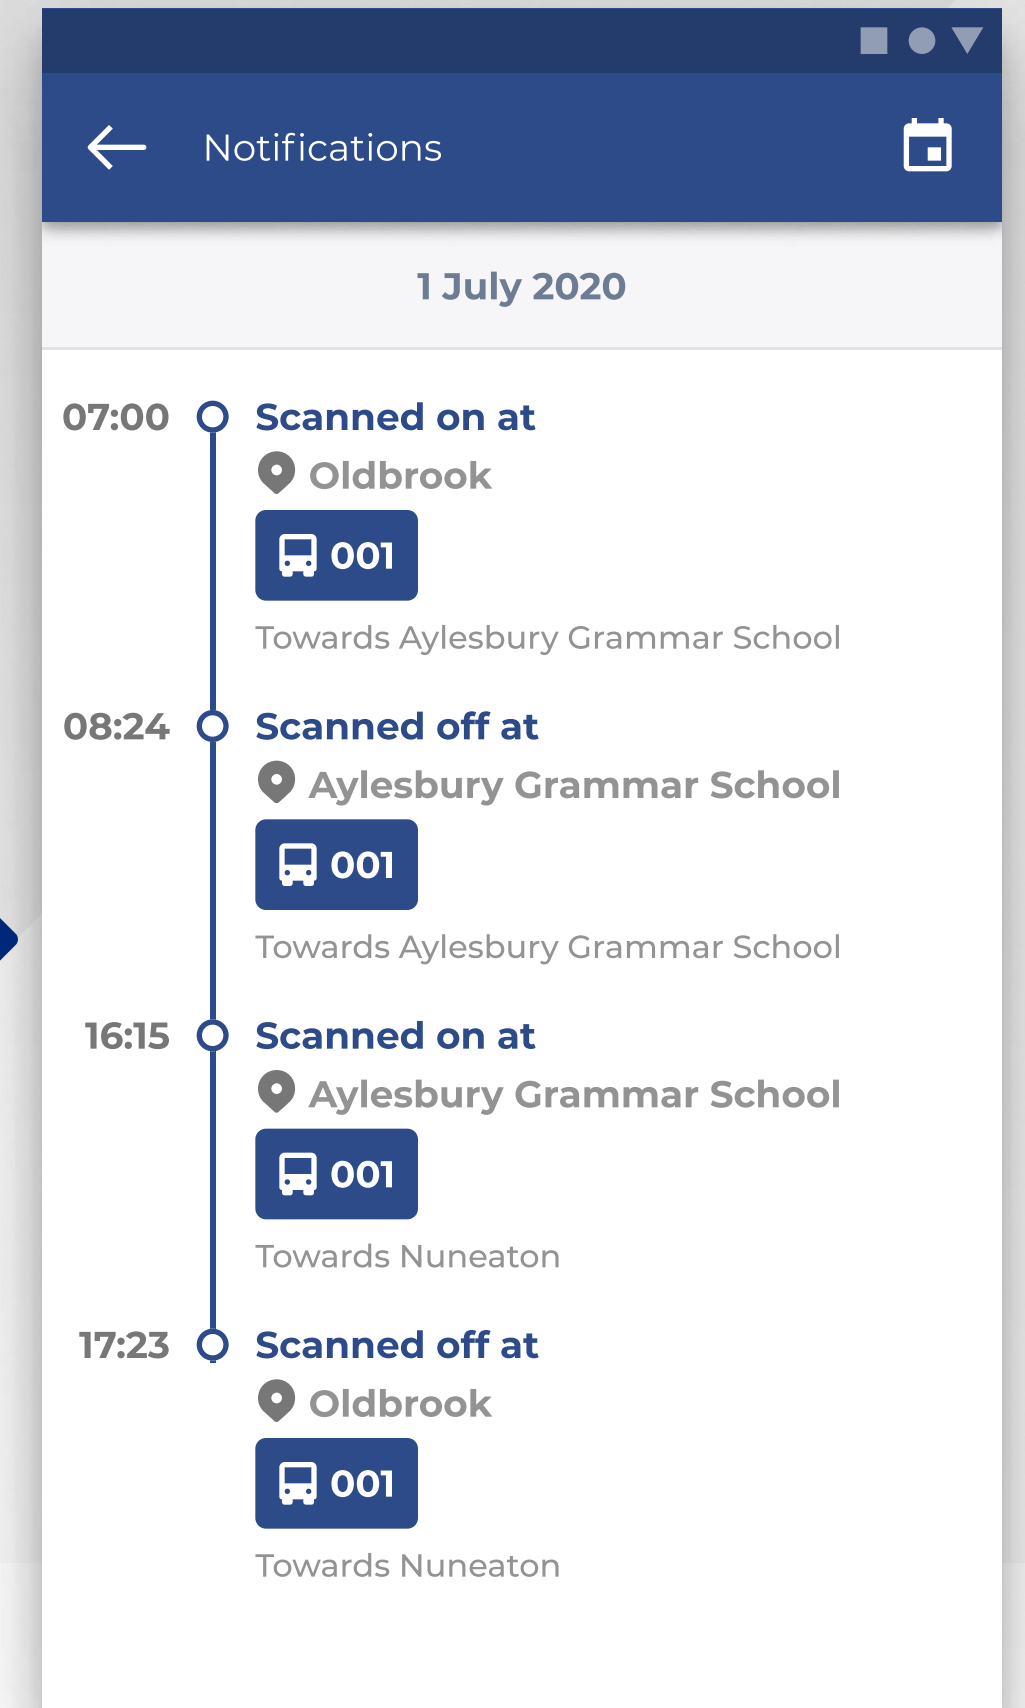 Notifications
1 July 2020
07:00 Scanned on at
Oldbrook
001
Towards Aylesbury Grammar School
08:24 Scanned off at
Aylesbury Grammar School
001
Towards Aylesbury Grammar School
16:15 Scanned on at
Aylesbury Grammar School
001
Towards Nuneaton
17:23 Scanned off at
Oldbrook
001
Towards Nuneaton